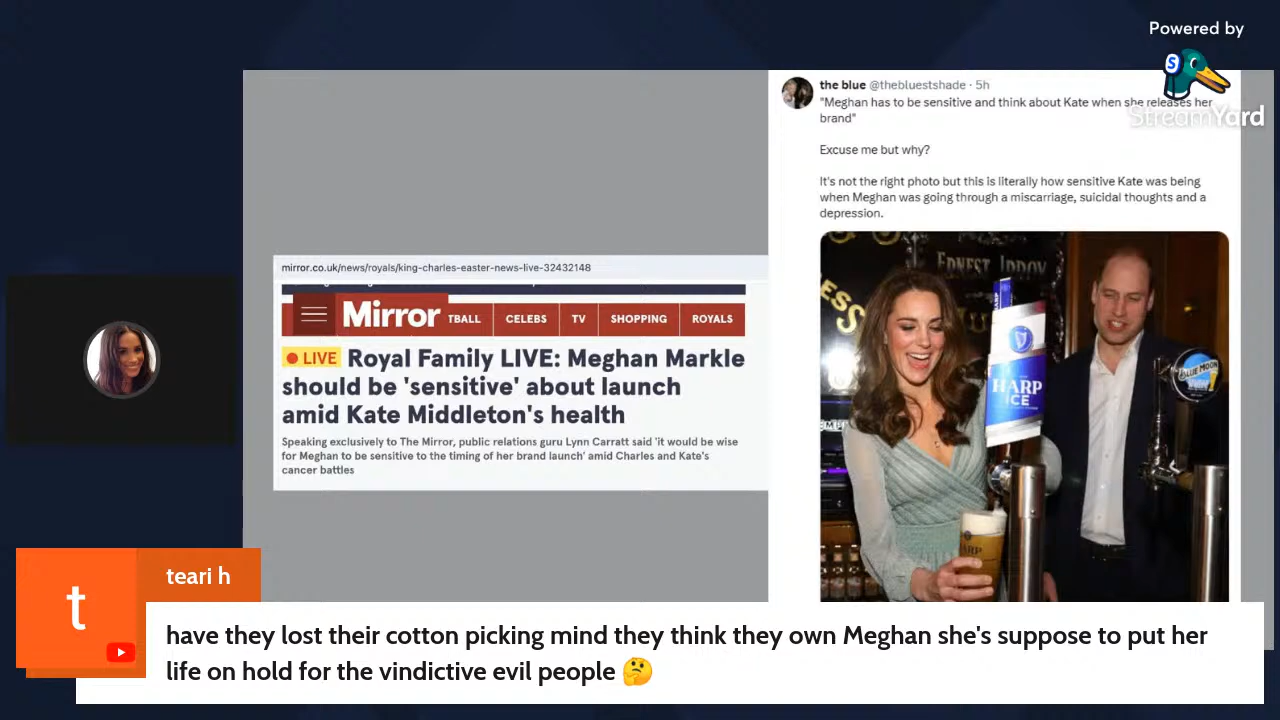 Powered by
S
StreamYard
the blue @thebluestshade · 5h
"Meghan has to be sensitive and think about Kate when she releases her
brand"
Excuse me but why?
It's not the right photo but this is literally how sensitive Kate was being
when Meghan was going through a miscarriage, suicidal thoughts and a
depression.
ERNEST
HARP
ICE
BLUE MOON
mirror.co.uk/news/royals/king-charles-easter-news-live-32432148
Mirror
TBALL
CELEBS
TV
SHOPPING
ROYALS
LIVE Royal Family LIVE: Meghan Markle
should be 'sensitive' about launch
amid Kate Middleton's health
Speaking exclusively to The Mirror, public relations guru Lynn Carratt said 'it would be wise
for Meghan to be sensitive to the timing of her brand launch' amid Charles and Kate's
cancer battles
t
teari h
have they lost their cotton picking mind they think they own Meghan she's suppose to put her
life on hold for the vindictive evil people 🤔